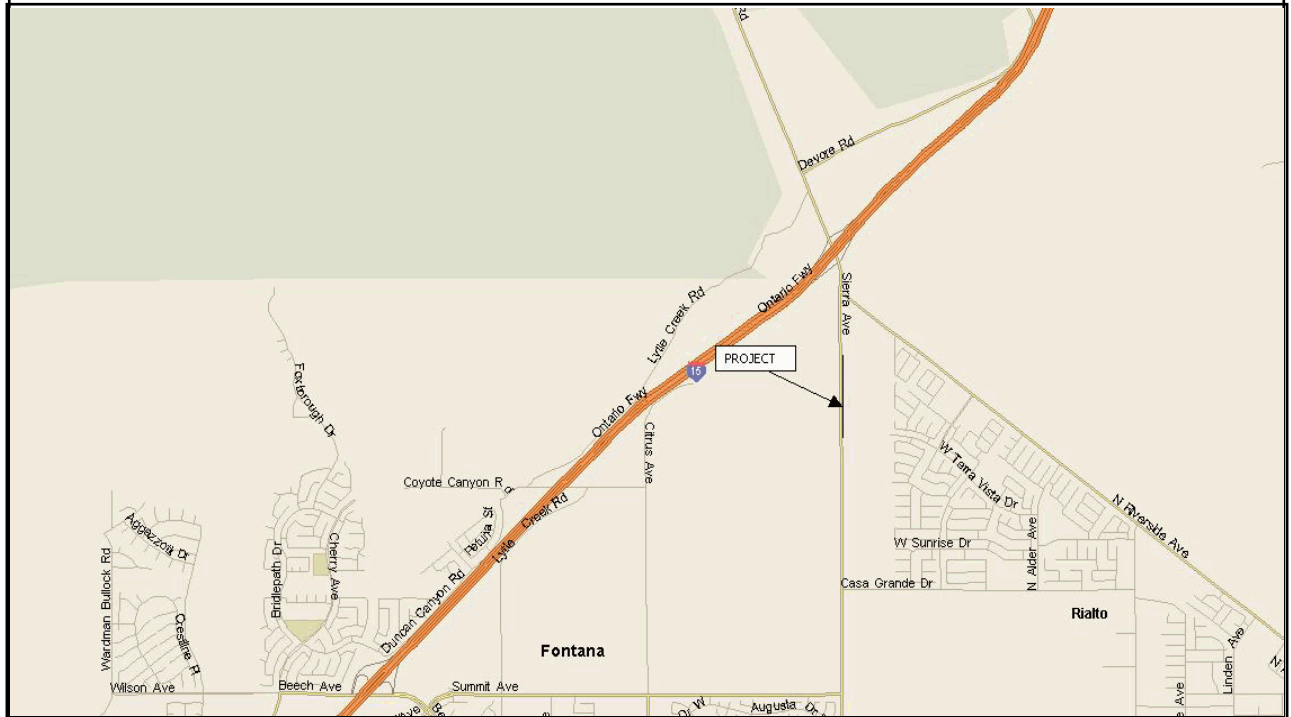 Rd
Devore Rd
Ontario Fwy
Sierra Ave
Lytle Creek Rd
PROJECT
15
Foxborough Dr
Ontario Fwy
Citrus Ave
W Terra Vista Dr
Coyote Canyon Rd
N Riverside Ave
Aggazzotti Dr
Lytle Creek Rd
W Sunrise Dr
N Alder Ave
Wardman Bullock Rd
Bridlepath Dr
Cherry Ave
Casa Grande Dr
Duncan Canyon Rd
Rialto
Crestline Pl
Fontana
Linden Ave
Wilson Ave
Beech Ave
Summit Ave
Augusta Dr
Dr W
Ave